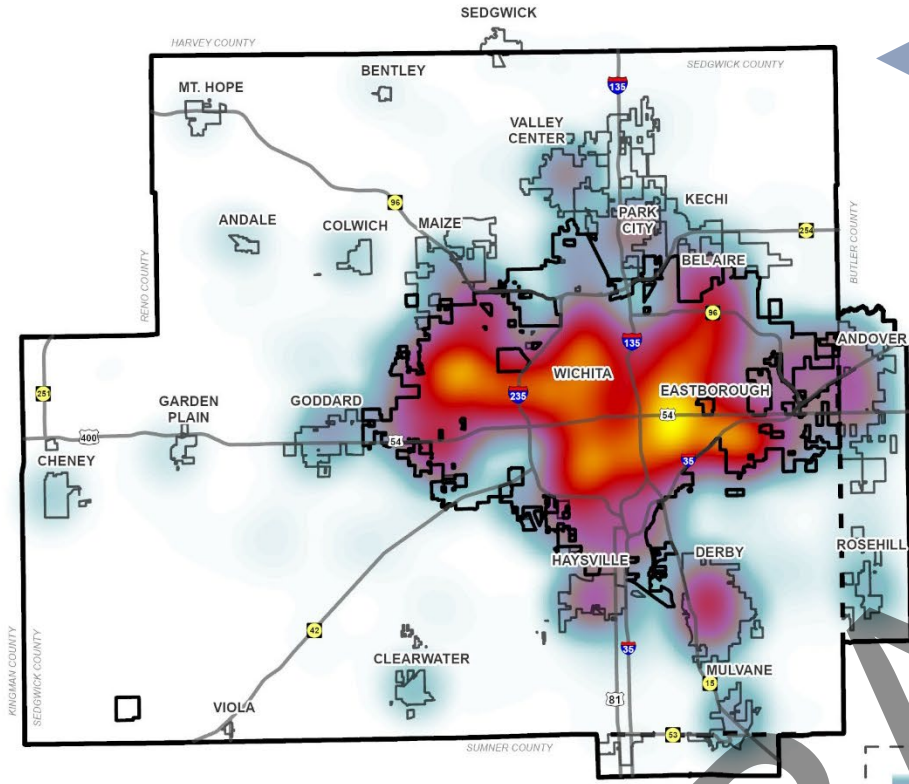 SEDGWICK
HARVEY COUNTY
SEDGWICK COUNTY
BENTLEY
MT. HOPE
135
VALLEY
CENTER
96
KECHI
PARK
CITY
ANDALE
COLWICH
MAIZE
254
BEL AIRE
BUTLER COUNTY
RENO COUNTY
96
135
ANDOVER
WICHITA
EASTBOROUGH
235
251
GARDEN
PLAIN
GODDARD
54
400
54
CHENEY
35
HAYSVILLE
DERBY
ROSEHILL
42
35
CLEARWATER
KINGMAN COUNTY
SEDGWICK COUNTY
MULVANE
15
81
VIOLA
53
SUMNER COUNTY